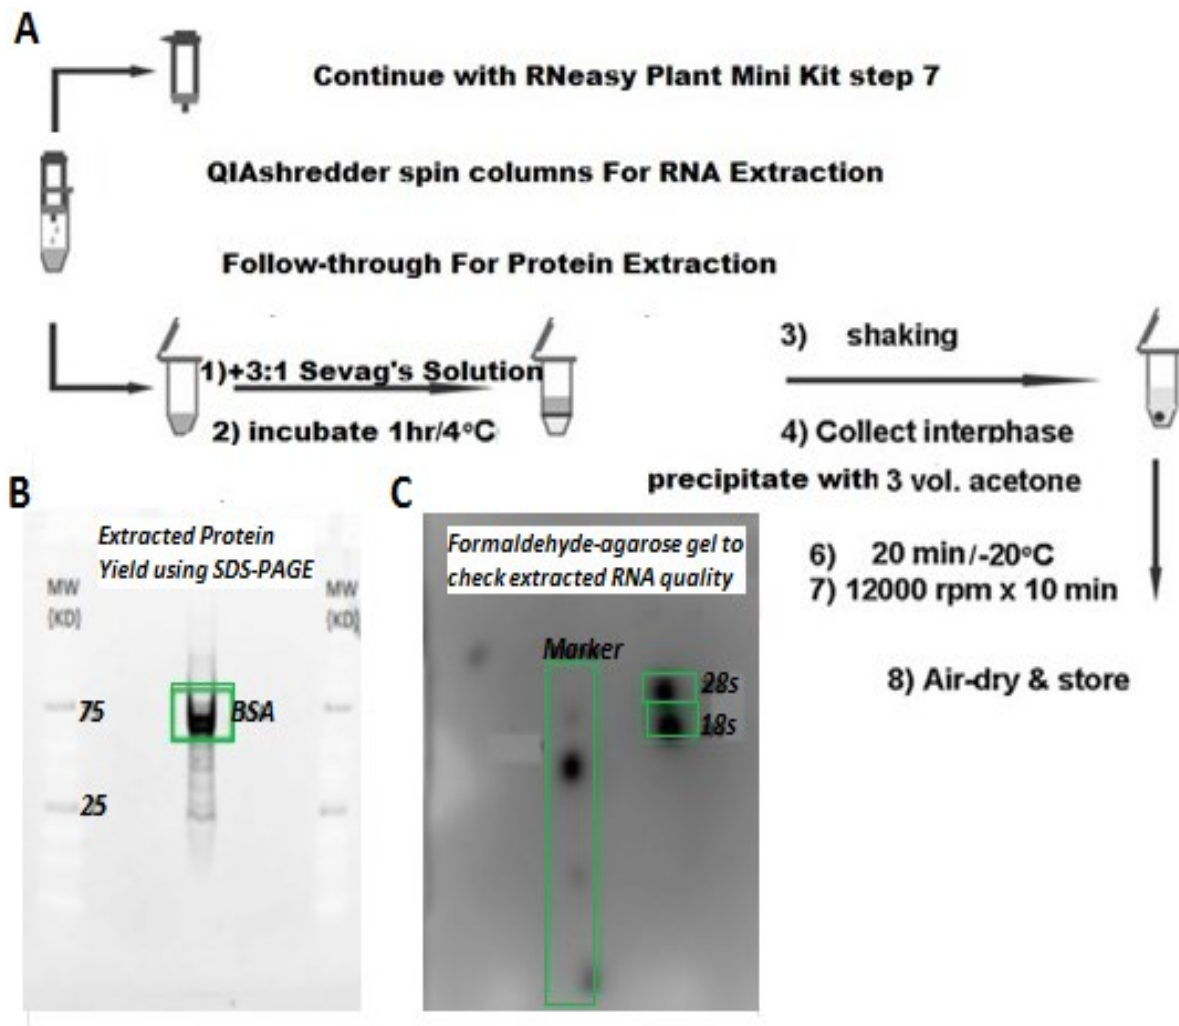 A
Continue with RNeasy Plant Mini Kit step 7
QIAshredder spin columns For RNA Extraction
Follow-through For Protein Extraction
1)+3:1 Sevag's Solution
2) incubate 1hr/4°C
3) shaking
4) Collect interphase
precipitate with 3 vol. acetone
6) 20 min/-20°C
7) 12000 rpm x 10 min
8) Air-dry & store
B
Extracted Protein
Yield using SDS-PAGE
MW
(KD)
MW
(KD)
75
BSA
25
C
Formaldehyde-agarose gel to
check extracted RNA quality
Marker
28s
18s